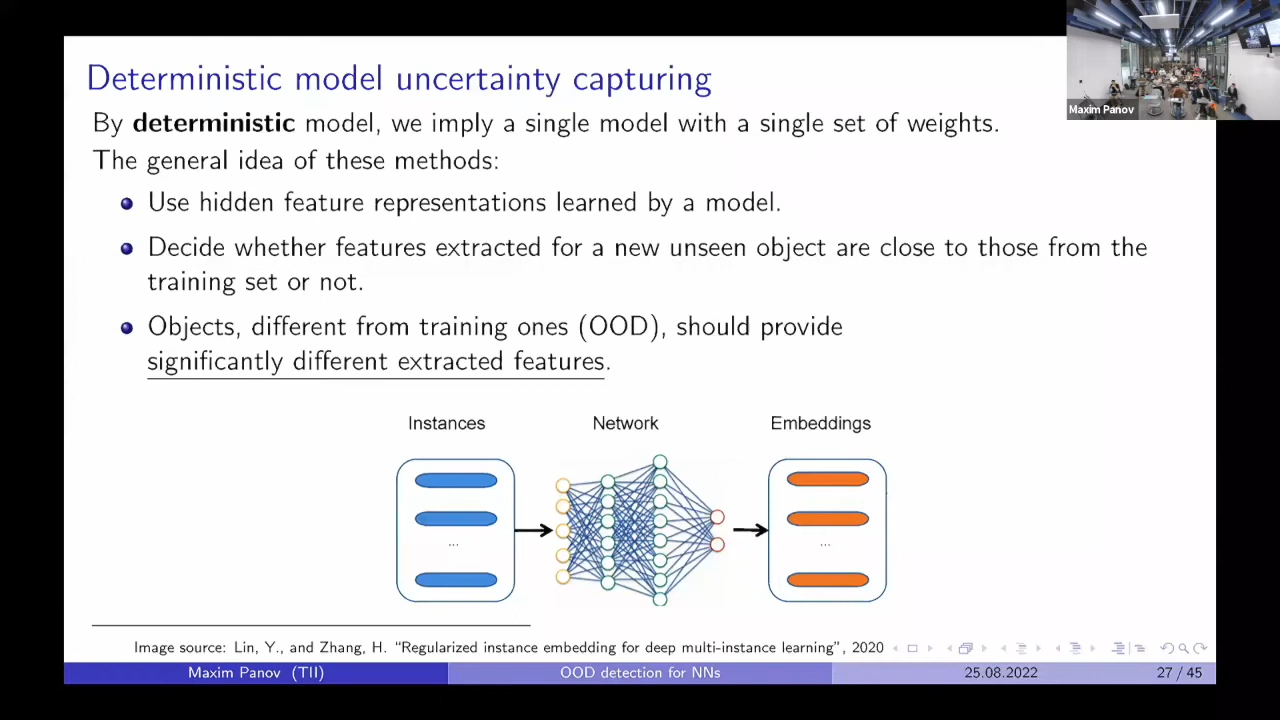 Deterministic model uncertainty capturing
Maxim Panov
By deterministic model, we imply a single model with a single set of weights.
The general idea of these methods:
Use hidden feature representations learned by a model.
Decide whether features extracted for a new unseen object are close to those from the
training set or not.
Objects, different from training ones (OOD), should provide
significantly different extracted features.
Instances
Network
Embeddings
...
...
Image source: Lin, Y., and Zhang, H. “Regularized instance embedding for deep multi-instance learning”, 2020
Maxim Panov (TII)
OOD detection for NNs
25.08.2022
27 / 45